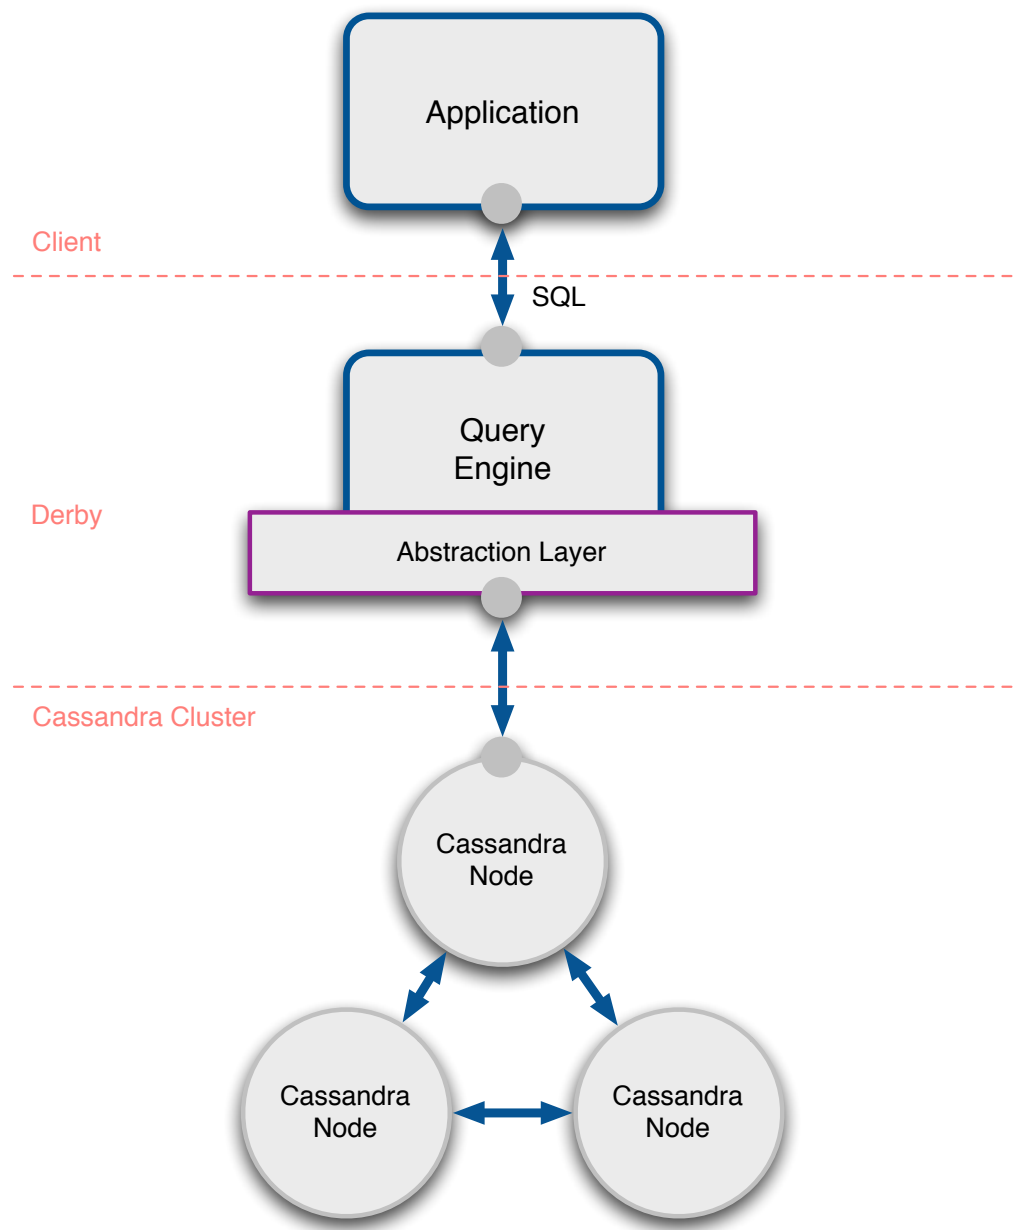 Application
Client
SQL
Query
Engine
Derby
Abstraction Layer
Cassandra Cluster
Cassandra
Node
Cassandra
Node
Cassandra
Node